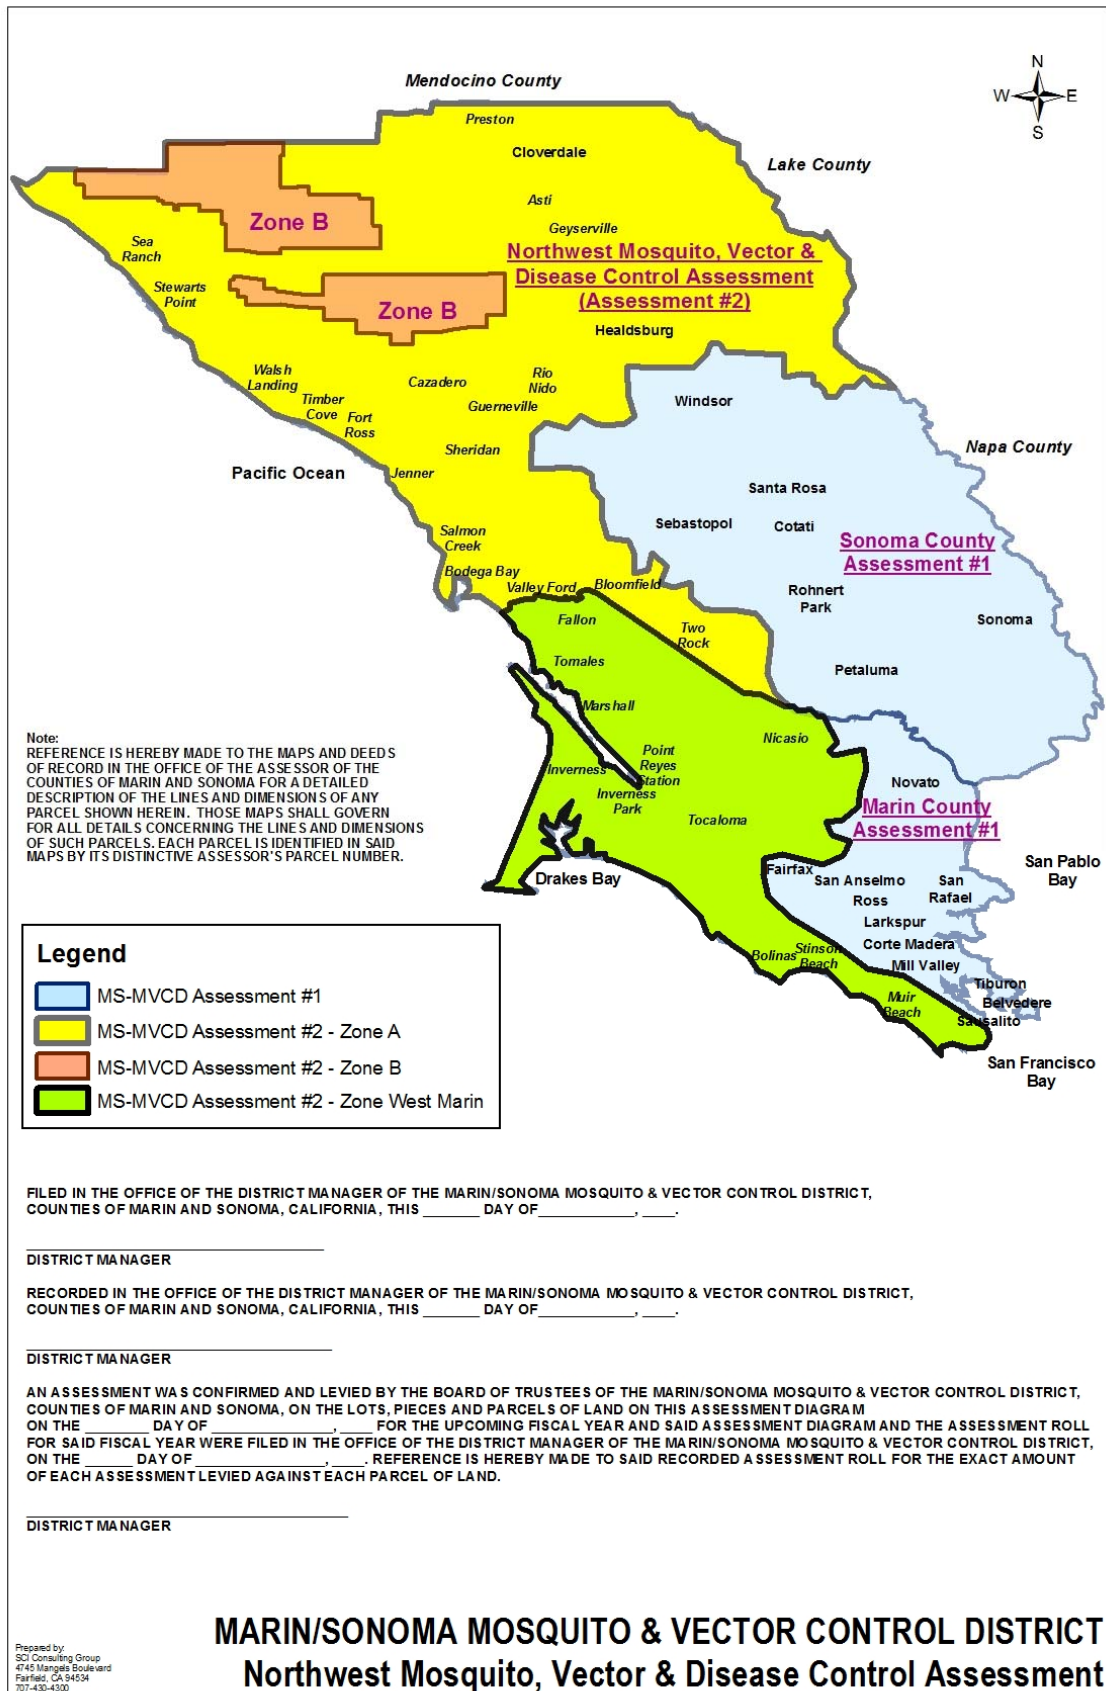 Mendocino County
N
W E
S
Preston
Cloverdale
Lake County
Asti
Zone B
Geyserville
Sea
Ranch
Northwest Mosquito, Vector &
Disease Control Assessment
(Assessment #2)
Stewarts
Point
Zone B
Healdsburg
Walsh
Landing
Cazadero
Rio
Nido
Timber
Cove
Guerneville
Windsor
Fort
Ross
Sheridan
Napa County
Pacific Ocean
Jenner
Santa Rosa
Sebastopol
Cotati
Salmon
Creek
Sonoma County
Assessment #1
Bodega Bay
Valley Ford
Bloomfield
Rohnert
Park
Fallon
Two
Rock
Sonoma
Tomales
Petaluma
Marshall
Nicasio
Point
Reyes
Station
Inverness
Novato
Inverness
Park
Marin County
Assessment #1
Tocaloma
Note:
REFERENCE IS HEREBY MADE TO THE MAPS AND DEEDS
OF RECORD IN THE OFFICE OF THE ASSESSOR OF THE
COUNTIES OF MARIN AND SONOMA FOR A DETAILED
DESCRIPTION OF THE LINES AND DIMENSIONS OF ANY
PARCEL SHOWN HEREIN. THOSE MAPS SHALL GOVERN
FOR ALL DETAILS CONCERNING THE LINES AND DIMENSIONS
OF SUCH PARCELS. EACH PARCEL IS IDENTIFIED IN SAID
MAPS BY ITS DISTINCTIVE ASSESSOR'S PARCEL NUMBER.
San Pablo
Bay
Drakes Bay
Fairfax
San Anselmo
San
Rafael
Ross
Larkspur
Corte Madera
Bolinas
Stinson
Beach
Mill Valley
Tiburon
Muir
Beach
Belvedere
Sausalito
San Francisco
Bay
Legend
MS-MVCD Assessment #1
MS-MVCD Assessment #2 - Zone A
MS-MVCD Assessment #2 - Zone B
MS-MVCD Assessment #2 - Zone West Marin
FILED IN THE OFFICE OF THE DISTRICT MANAGER OF THE MARIN/SONOMA MOSQUITO & VECTOR CONTROL DISTRICT,
COUNTIES OF MARIN AND SONOMA, CALIFORNIA, THIS _______ DAY OF____________, ____.
DISTRICT MANAGER
RECORDED IN THE OFFICE OF THE DISTRICT MANAGER OF THE MARIN/SONOMA MOSQUITO & VECTOR CONTROL DISTRICT,
COUNTIES OF MARIN AND SONOMA, CALIFORNIA, THIS _______ DAY OF____________, ____.
DISTRICT MANAGER
AN ASSESSMENT WAS CONFIRMED AND LEVIED BY THE BOARD OF TRUSTEES OF THE MARIN/SONOMA MOSQUITO & VECTOR CONTROL DISTRICT,
COUNTIES OF MARIN AND SONOMA, ON THE LOTS, PIECES AND PARCELS OF LAND ON THIS ASSESSMENT DIAGRAM
ON THE ________ DAY OF _______________, ____ FOR THE UPCOMING FISCAL YEAR AND SAID ASSESSMENT DIAGRAM AND THE ASSESSMENT ROLL
FOR SAID FISCAL YEAR WERE FILED IN THE OFFICE OF THE DISTRICT MANAGER OF THE MARIN/SONOMA MOSQUITO & VECTOR CONTROL DISTRICT,
ON THE ______ DAY OF ________________, ____. REFERENCE IS HEREBY MADE TO SAID RECORDED ASSESSMENT ROLL FOR THE EXACT AMOUNT
OF EACH ASSESSMENT LEVIED AGAINST EACH PARCEL OF LAND.
DISTRICT MANAGER
MARIN/SONOMA MOSQUITO & VECTOR CONTROL DISTRICT
Northwest Mosquito, Vector & Disease Control Assessment
Prepared by:
SCI Consulting Group
4745 Mangels Boulevard
Fairfield, CA 94534
707-430-4300